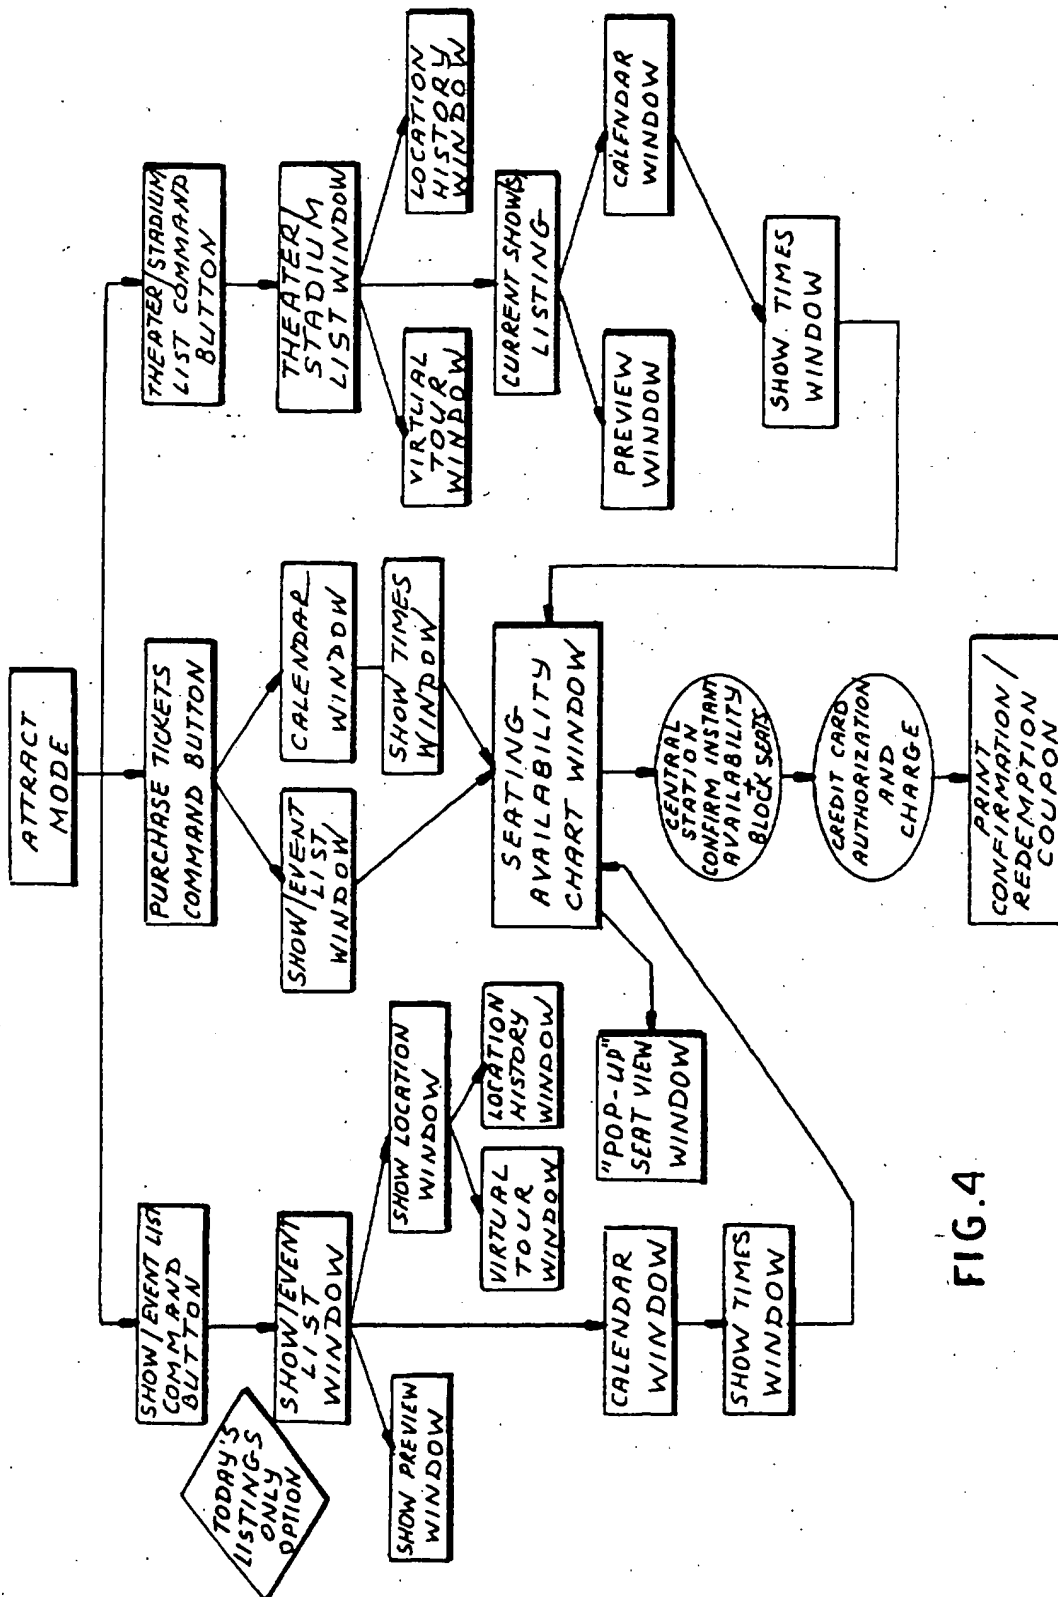 ATTRACT
MODE
SHOW/EVENT LIST
COMMAND
BUTTON
PURCHASE TICKETS
COMMAND BUTTON
THEATER/STADIUM
LIST COMMAND
BUTTON
TODAY'S
LISTINGS
ONLY
OPTION
SHOW/EVENT
LIST
WINDOW
SHOW/EVENT
LIST
WINDOW
CALENDAR
WINDOW
THEATER/
STADIUM
LIST WINDOW
SHOW PREVIEW
WINDOW
SHOW LOCATION
WINDOW
SHOW TIMES
WINDOW
VIRTUAL
TOUR
WINDOW
LOCATION
HISTORY
WINDOW
VIRTUAL
TOUR
WINDOW
LOCATION
HISTORY
WINDOW
SEATING
AVAILABILITY
CHART WINDOW
CURRENT SHOW(S)
LISTING
CALENDAR
WINDOW
"POP-UP"
SEAT VIEW
WINDOW
PREVIEW
WINDOW
CALENDAR
WINDOW
SHOW TIMES
WINDOW
CENTRAL
STATION
CONFIRM INSTANT
AVAILABILITY
+
BLOCK SEATS
SHOW TIMES
WINDOW
CREDIT CARD
AUTHORIZATION
AND
CHARGE
PRINT
CONFIRMATION/
REDEMPTION/
COUPON
FIG.4